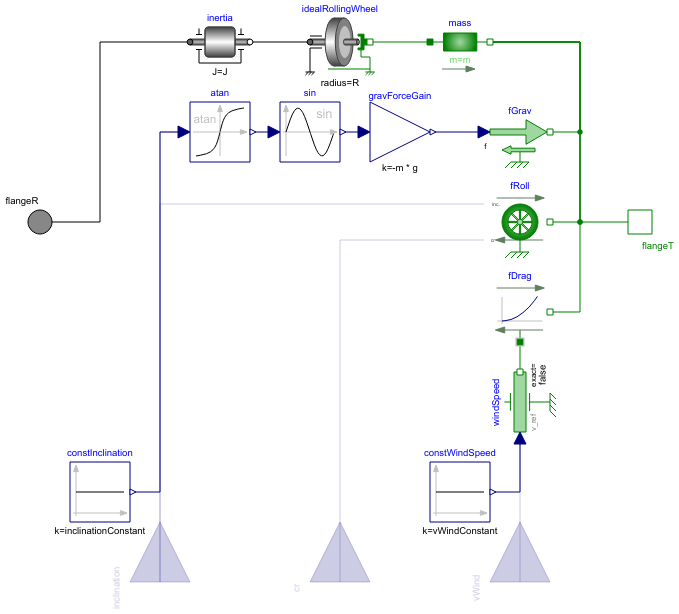 idealRollingWheel
inertia
mass
J=J
m=m
radius=R
atan
sin
gravForceGain
fGrav
atan
sin
f
k=-m * g
fRoll
flangeR
inc.
cr
flangeT
fDrag
exact=
false
windSpeed
v_ref
constInclination
constWindSpeed
k=inclinationConstant
k=vWindConstant
inclination
cr
vWind